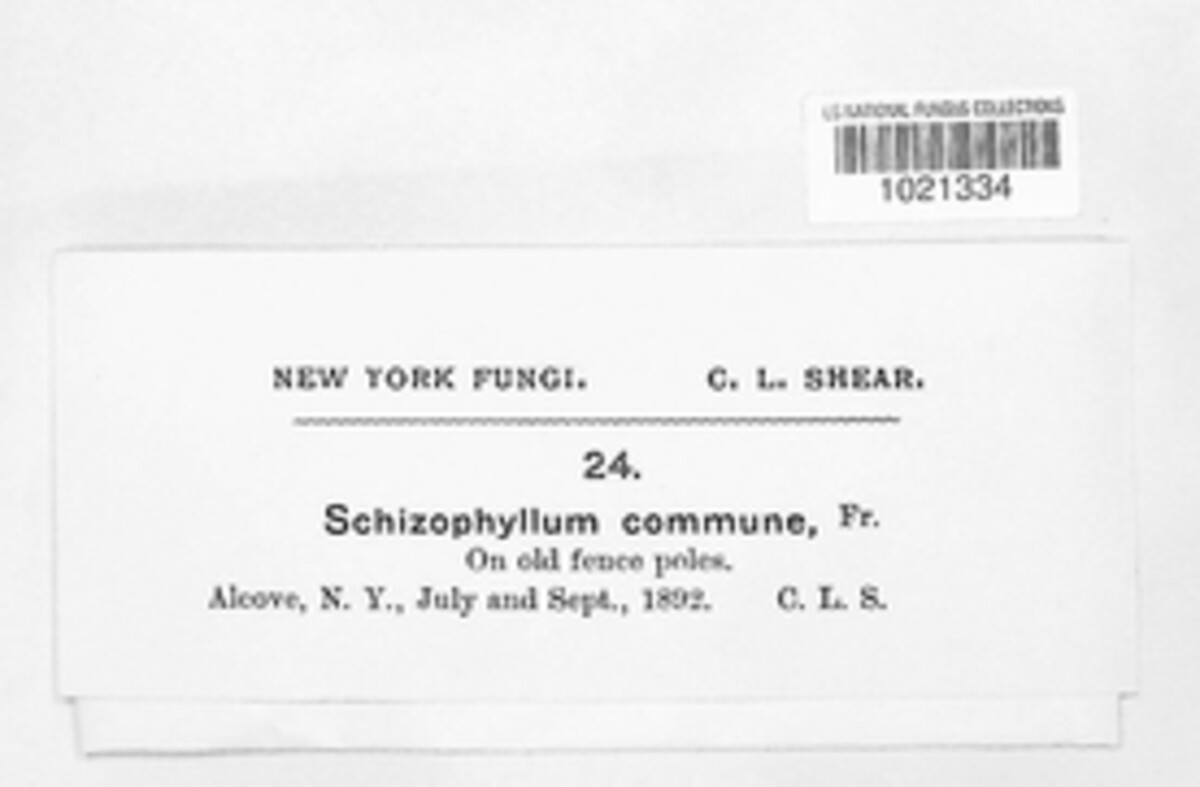 US NATIONAL FUNGUS COLLECTIONS
1021334
NEW YORK FUNGI. C. L. SHEAR.
24.
Schizophyllum commune, Fr.
On old fence poles.
Alcove, N. Y., July and Sept., 1892. C. L. S.